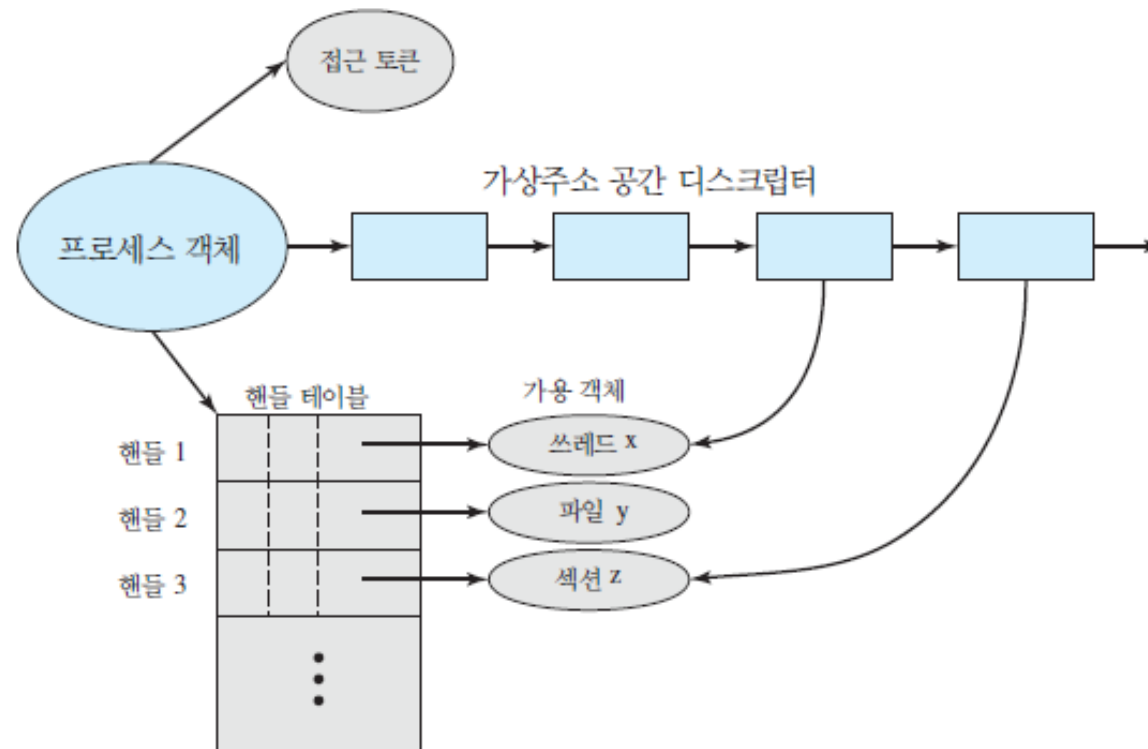 접근 토큰
가상주소 공간 디스크립터
프로세스 객체
핸들 테이블
가용 객체
핸들 1
쓰레드 x
핸들 2
파일 y
핸들 3
섹션 z